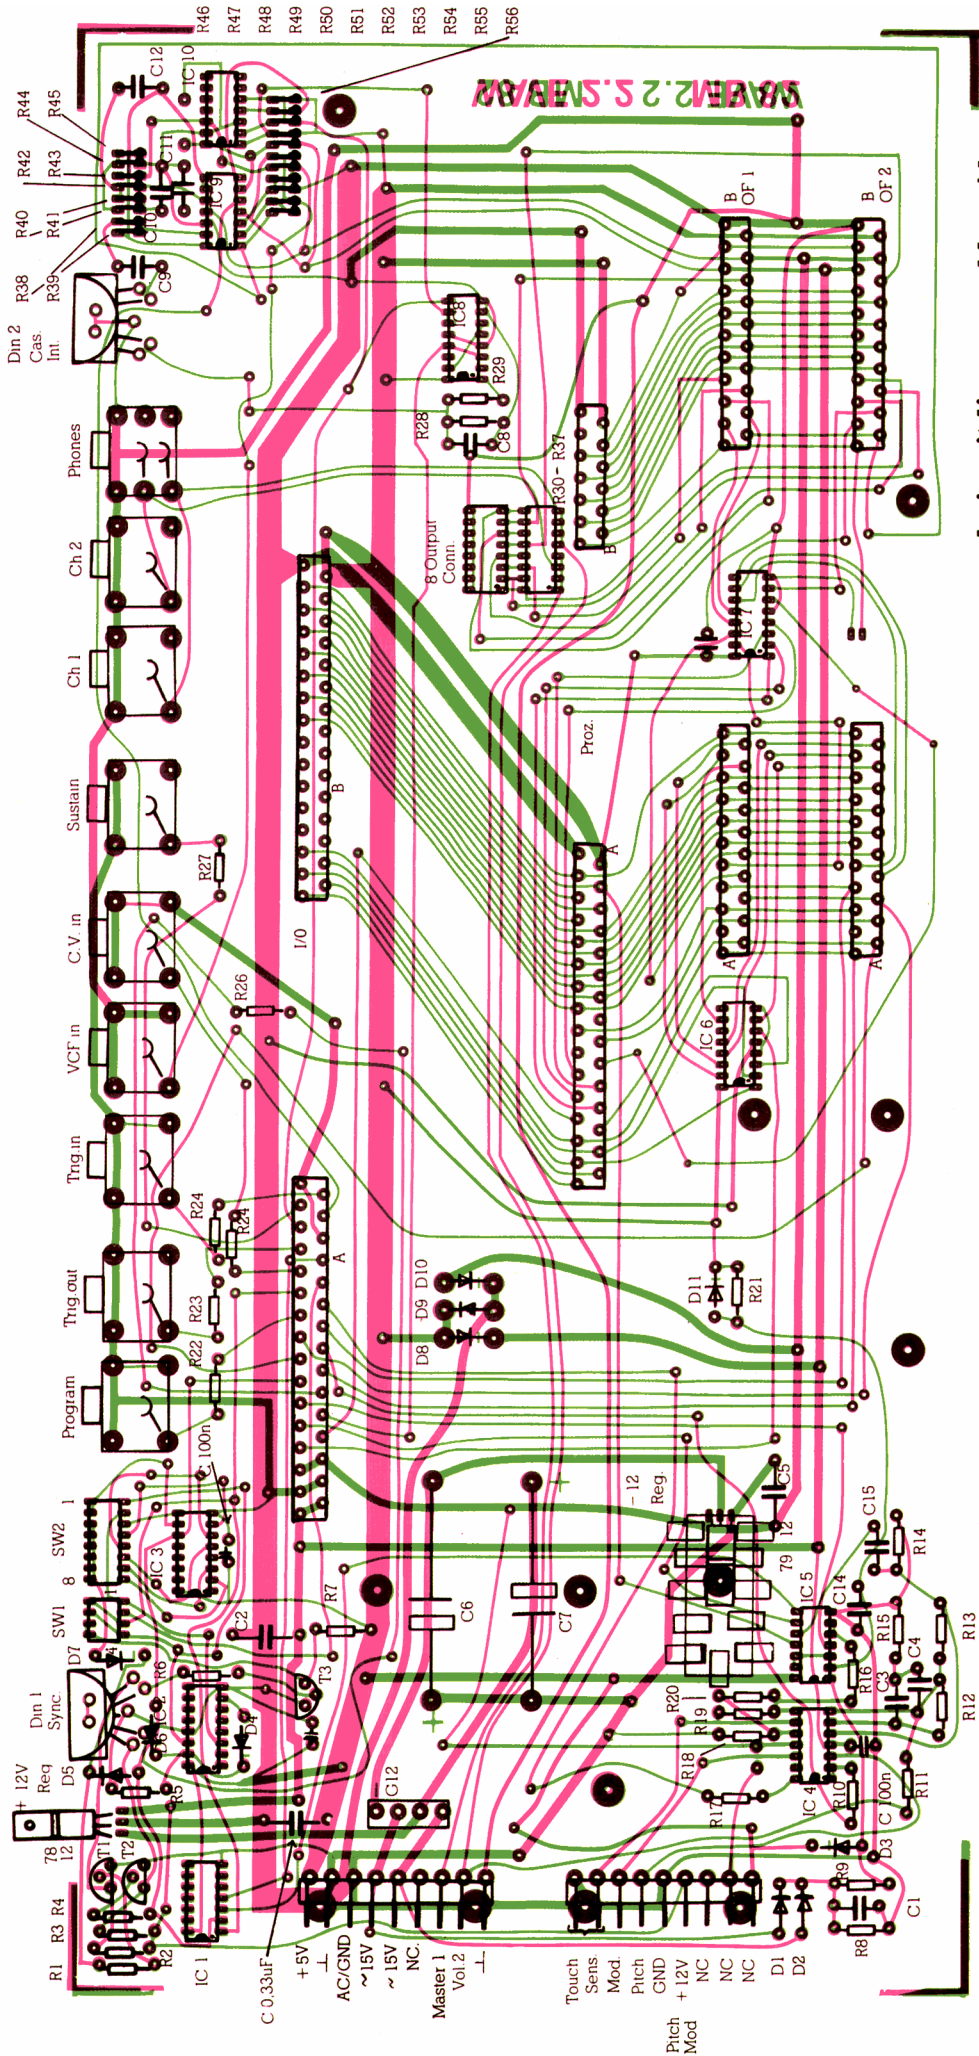 R46
R47
R48
R49
R50
R51
R52
R53
R54
R55
R56
R44
R45
R42
R43
R40
R41
R38
R39
C12
IC 10
C11
IC 9
C10
C9
Din 2
Cas.
Int.
Phones
Ch 2
Ch 1
Sustain
C.V. in
VCF in
Trig.in
Trig.out
Program
SW2
8
1
SW1
D7
Din 1
Sync.
+ 12V
Reg
78
12
D5
T1
T2
R4
R3
R1
R2
IC 1
R5
D6
IC 2
R6
D4
IC 3
C 100n
R22
R23
R24
R24
R26
R27
C2
R7
T3
C 0.33uF
I/O
B
A
IC8
R29
R28
C8
R30 - R37
8 Output
Conn.
B
B
OF 1
B
OF 2
IC 7
Proz.
A
A
A
IC 6
D10
D9
D8
D11
R21
C6
C7
- 12
Reg.
79
12
C5
G12
+5V
⊥
AC/GND
~ 15V
~ 15V
NC.
Master 1
Vol.2
⊥
Touch
Sens.
Mod.
Pitch
GND
+ 12V
NC
NC
NC
Pitch
Mod
D1
D2
R8
C1
R9
D3
R10
C 100n
R11
IC 4
R17
R18
R19
R20
IC 5
C14
R16
R15
C15
R14
R13
R12
C3
C4